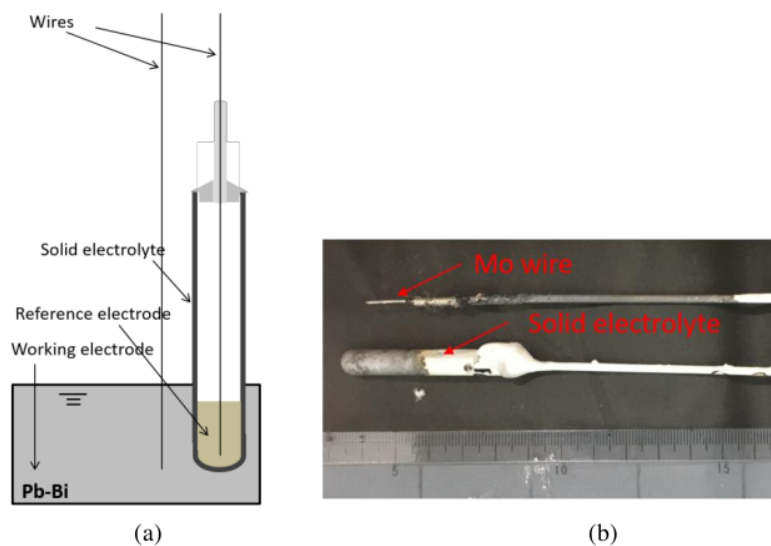 Wires
Solid electrolyte
Reference electrode
Working electrode
Pb-Bi
(a)
Mo wire
Solid electrolyte
5
10
15
(b)